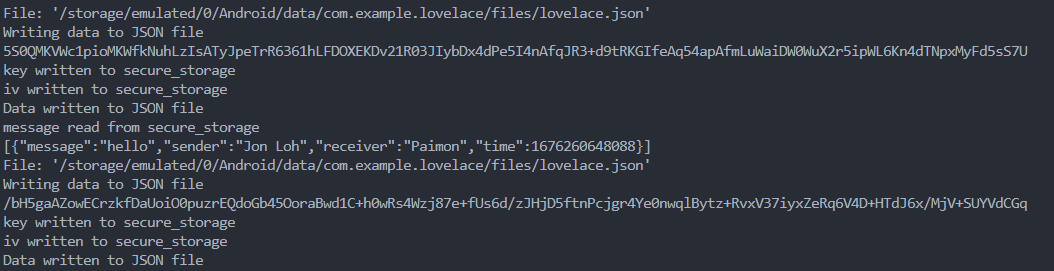 File: '/storage/emulated/0/Android/data/com.example.lovelace/files/lovelace.json'
Writing data to JSON file
5S0QMKVWc1pioMKWfkNuhLzIsATyJpeTrR6361hLFDOXEKDv21R03JIybDx4dPe5I4nAfqJR3+d9tRKGIfeAq54apAfmLuWaiDW0WuX2r5ipWL6Kn4dTNpxMyFd5sS7U
key written to secure_storage
iv written to secure_storage
Data written to JSON file
message read from secure_storage
[{"message":"hello","sender":"Jon Loh","receiver":"Paimon","time":1676260648088}]
File: '/storage/emulated/0/Android/data/com.example.lovelace/files/lovelace.json'
Writing data to JSON file
/bH5gaAZowECrzkfDaUoiO0puzrEQdoGb45OoraBwd1C+h0wRs4Wzj87e+fUs6d/zJHjD5ftnPcjgr4Ye0nwqlBytz+RvxV37iyxZeRq6V4D+HTdJ6x/MjV+SUYVdCGq
key written to secure_storage
iv written to secure_storage
Data written to JSON file